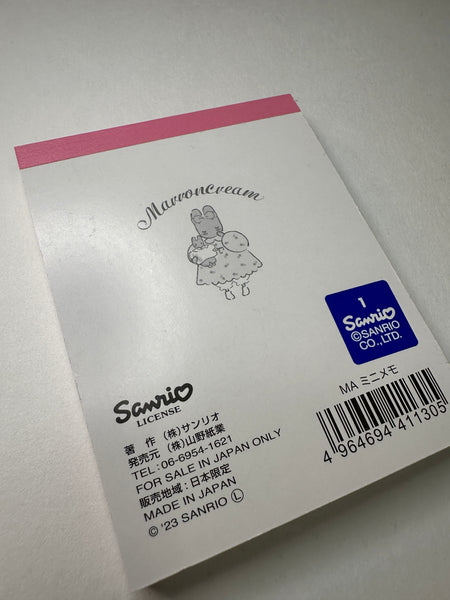 Marroncream
1
Sanrio
©SANRIO
CO.,LTD.
MA ミニメモ
4 964694 411305
Sanrio
LICENSE
著 作 (株)サンリオ
発売元 (株)山野紙業
TEL:06-6954-1621
FOR SALE IN JAPAN ONLY
販売地域:日本限定
MADE IN JAPAN
© '23 SANRIO Ⓛ